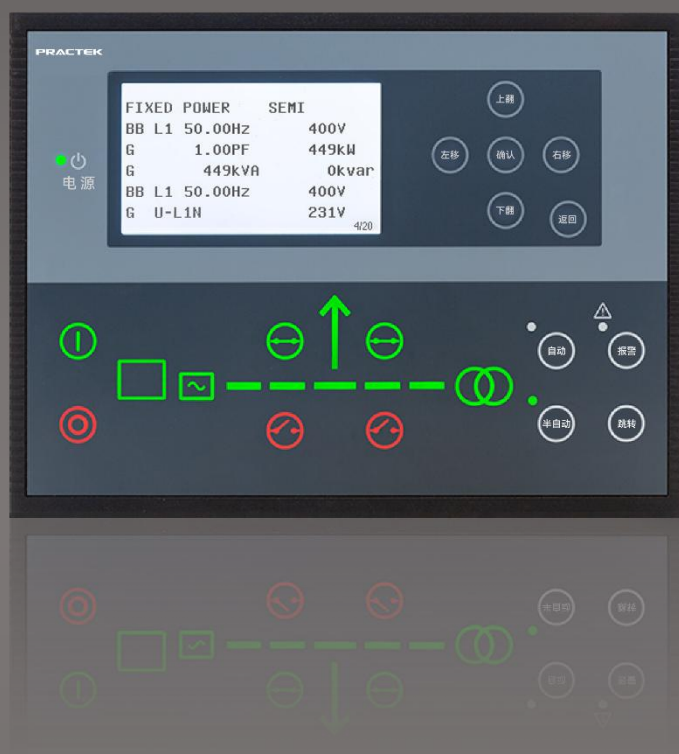 PRACTEK
FIXED POWER SEMI
BB L1 50.00Hz 400V
G 1.00PF 449kW
G 449kVA 0kvar
BB L1 50.00Hz 400V
G U-L1N 231V
4/20
电源
上翻
左移 确认 右移
下翻 返回
自动 报警
半自动 跳转